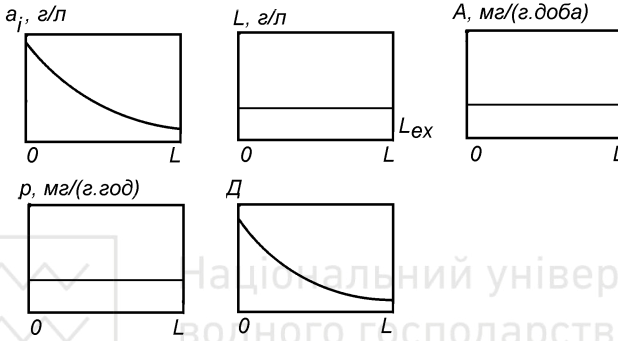 aᵢ, г/л
L, г/л
A, мг/(г.доба)
Lex
0 L
0 L
0 L
р, мг/(г.год)
Д
0 L
0 L
Національний універ
водного господарств